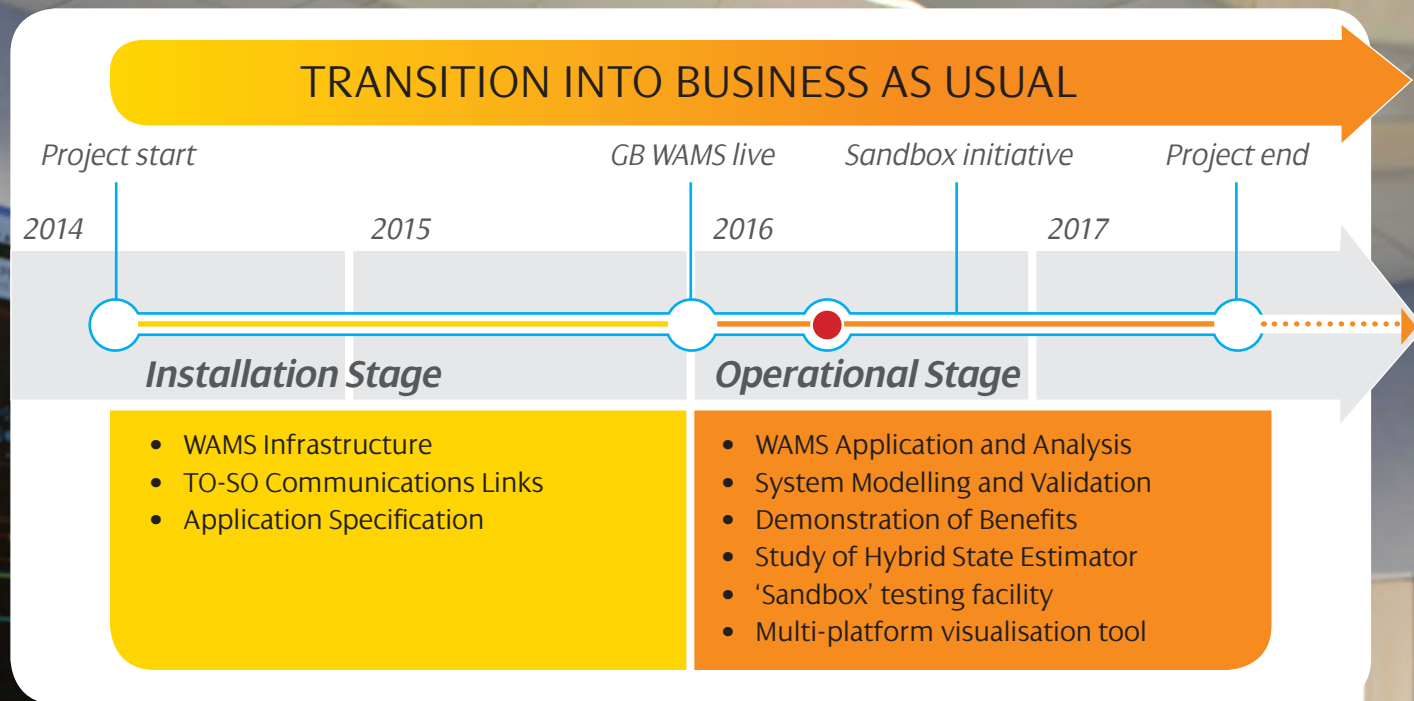 TRANSITION INTO BUSINESS AS USUAL
Project start
GB WAMS live
Sandbox initiative
Project end
2014
2015
2016
2017
Installation Stage
Operational Stage
• WAMS Infrastructure
• TO-SO Communications Links
• Application Specification
• WAMS Application and Analysis
• System Modelling and Validation
• Demonstration of Benefits
• Study of Hybrid State Estimator
• ‘Sandbox’ testing facility
• Multi-platform visualisation tool